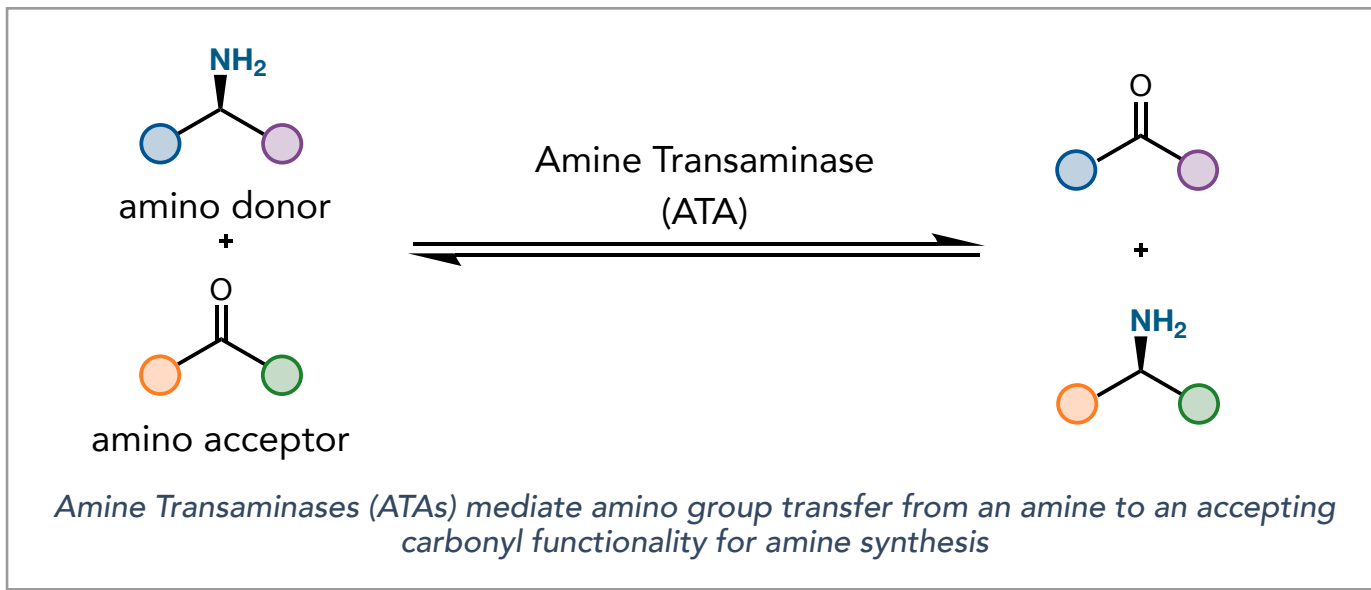 NH₂
amino donor
+
O
amino acceptor
Amine Transaminase
(ATA)
O
+
NH₂
Amine Transaminases (ATAs) mediate amino group transfer from an amine to an accepting
carbonyl functionality for amine synthesis